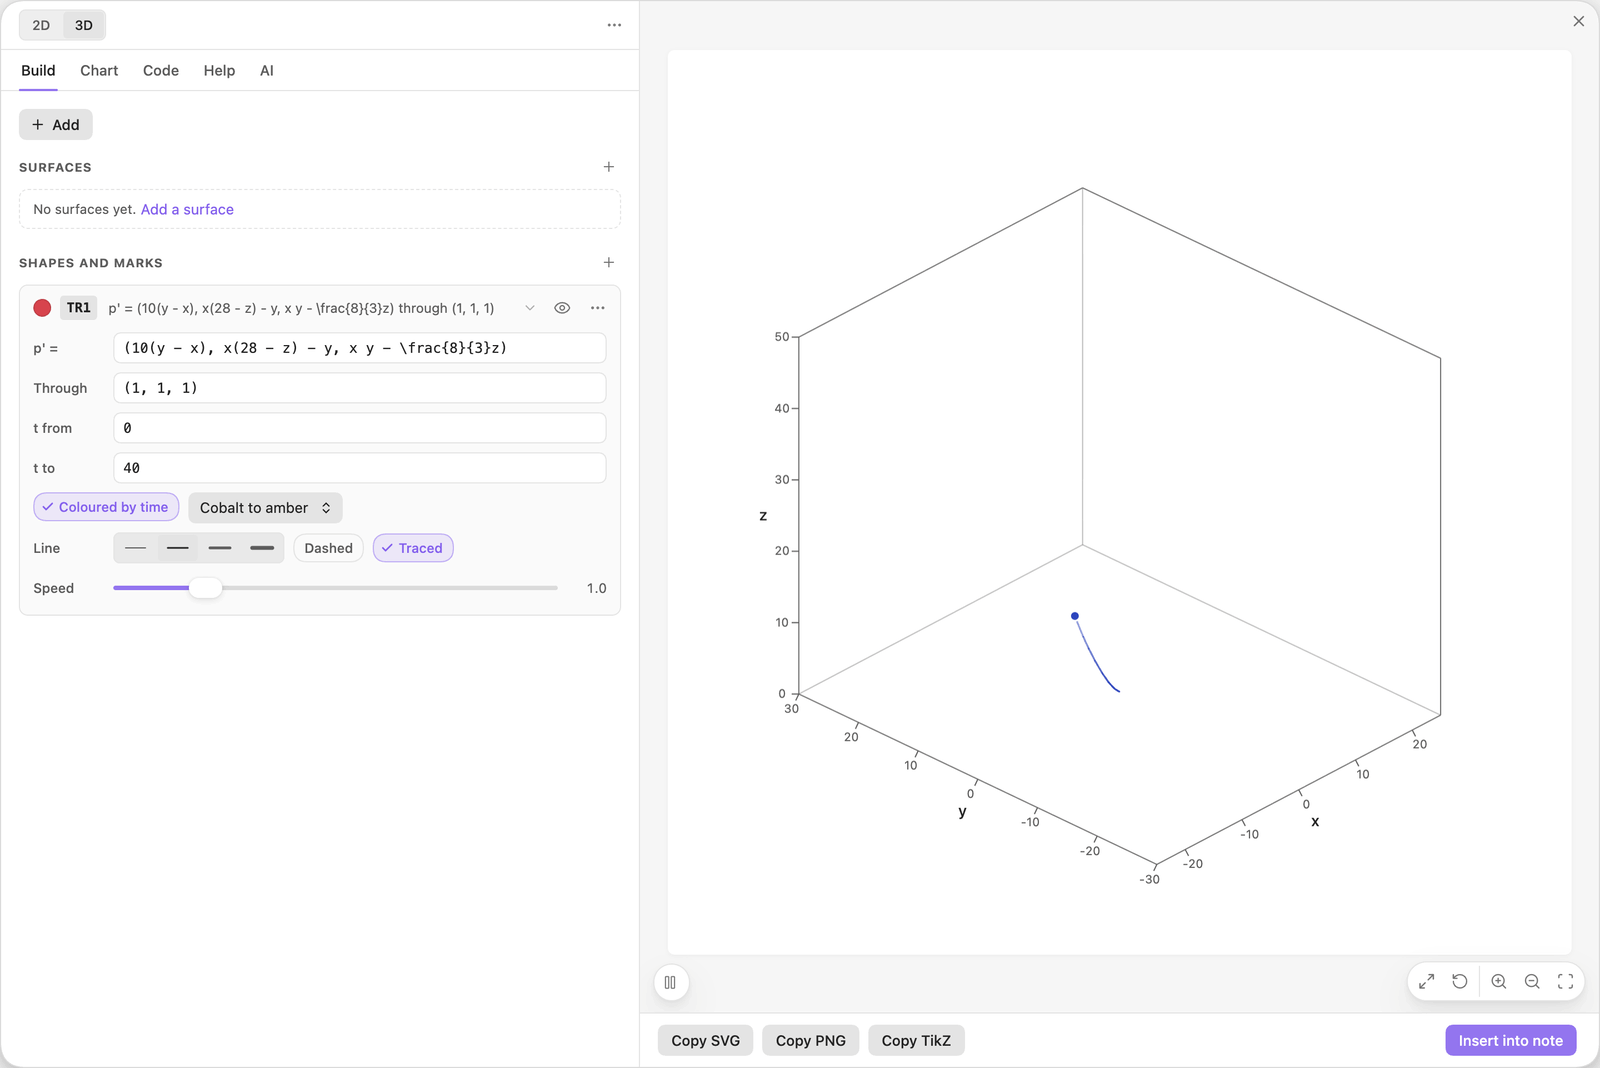 2D 3D
Build Chart Code Help AI
+ Add
SURFACES
No surfaces yet. Add a surface
SHAPES AND MARKS
TR1 p' = (10(y - x), x(28 - z) - y, x y - \frac{8}{3}z) through (1, 1, 1)
p' = (10(y − x), x(28 − z) − y, x y − \frac{8}{3}z)
Through (1, 1, 1)
t from 0
t to 40
Coloured by time Cobalt to amber
Line Dashed Traced
Speed 1.0
50
40
30
z
20
10
0
30
20
10
0
y
-10
-20
-30
-20
-10
0
x
10
20
Copy SVG Copy PNG Copy TikZ Insert into note